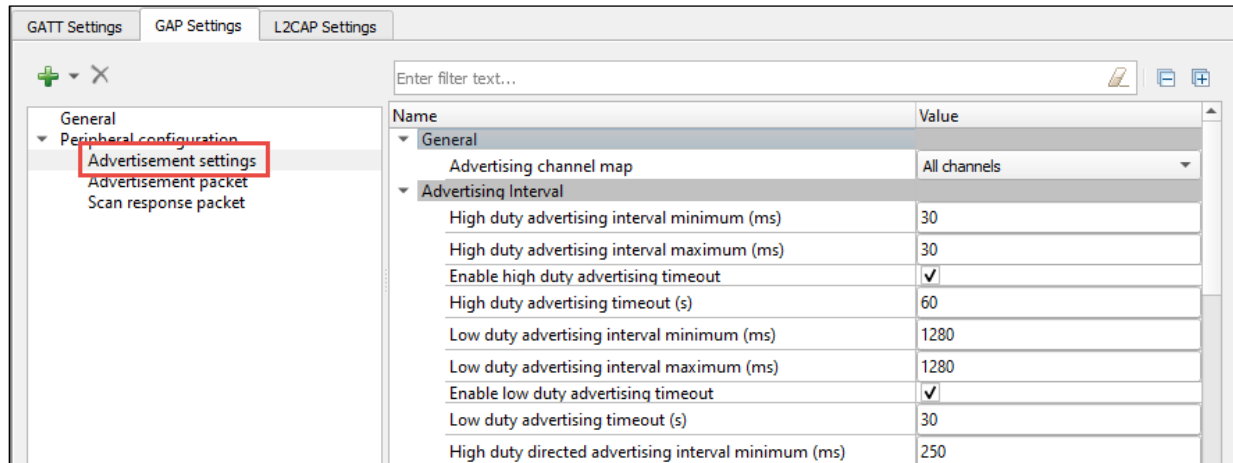 GATT Settings GAP Settings L2CAP Settings
Enter filter text...
General
Peripheral configuration
Advertisement settings
Advertisement packet
Scan response packet
Name Value
General
Advertising channel map All channels
Advertising Interval
High duty advertising interval minimum (ms) 30
High duty advertising interval maximum (ms) 30
Enable high duty advertising timeout
High duty advertising timeout (s) 60
Low duty advertising interval minimum (ms) 1280
Low duty advertising interval maximum (ms) 1280
Enable low duty advertising timeout
Low duty advertising timeout (s) 30
High duty directed advertising interval minimum (ms) 250